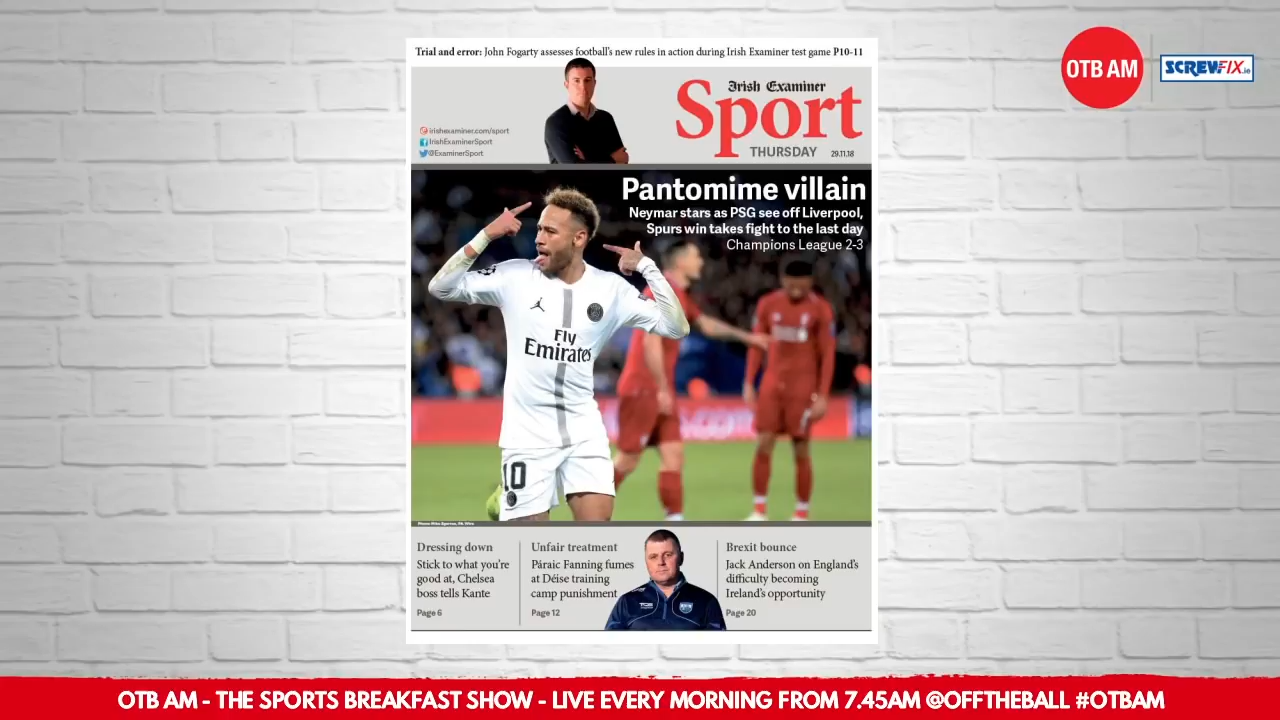 Trial and error: John Fogarty assesses football's new rules in action during Irish Examiner test game P10-11
OTB AM
SCREWFIX.ie
Irish Examiner
Sport
THURSDAY 29.11.18
irishexaminer.com/sport
IrishExaminerSport
@ExaminerSport
Pantomime villain
Neymar stars as PSG see off Liverpool,
Spurs win takes fight to the last day
Champions League 2-3
Fly
Emirates
10
Dressing down
Stick to what you're
good at, Chelsea
boss tells Kante
Page 6
Unfair treatment
Páraic Fanning fumes
at Déise training
camp punishment
Page 12
Brexit bounce
Jack Anderson on England's
difficulty becoming
Ireland's opportunity
Page 20
OTB AM - THE SPORTS BREAKFAST SHOW - LIVE EVERY MORNING FROM 7.45AM @OFFTHEBALL #OTBAM